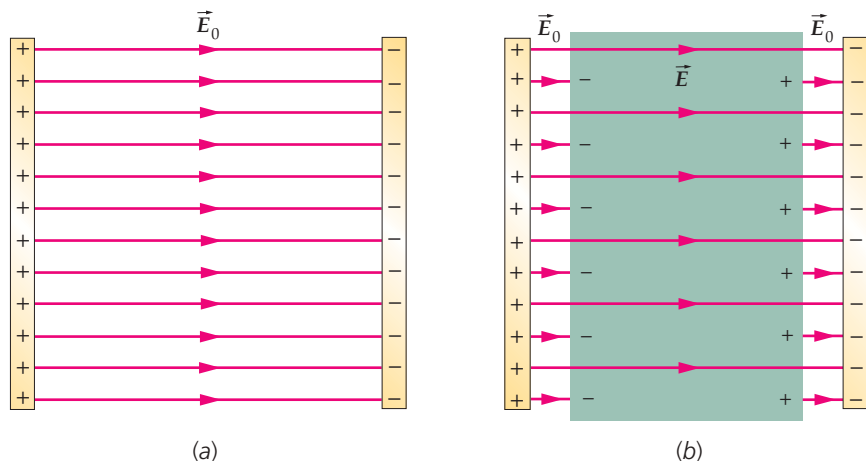 E⃗₀ E⃗₀ E⃗₀
+ − + −
+ − + − + −
+ − + −
+ − + − + −
+ − + −
+ − + − + −
+ − + −
+ − + − + −
+ − + −
+ − + − + −
+ − + −
+ − + − + −
E⃗
(a) (b)